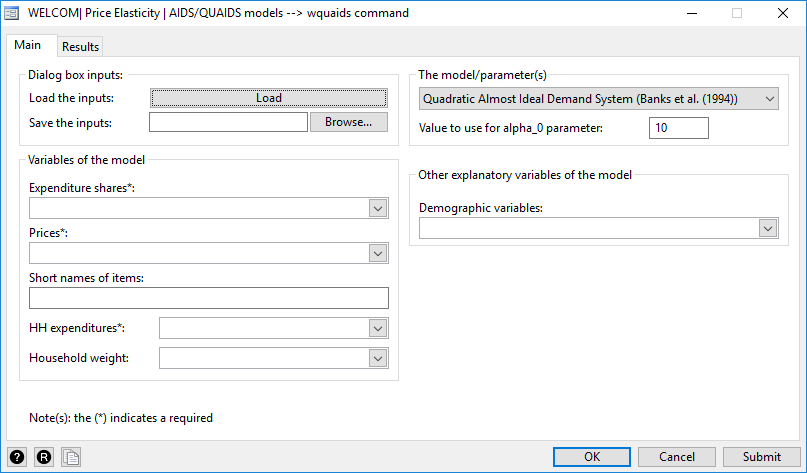 WELCOM| Price Elasticity | AIDS/QUAIDS models --> wquaids command
Main
Results
Dialog box inputs:
Load the inputs:
Load
Save the inputs:
Browse...
Variables of the model
Expenditure shares*:
Prices*:
Short names of items:
HH expenditures*:
Household weight:
Note(s): the (*) indicates a required
The model/parameter(s)
Quadratic Almost Ideal Demand System (Banks et al. (1994))
Value to use for alpha_0 parameter:
10
Other explanatory variables of the model
Demographic variables:
?
R
OK
Cancel
Submit